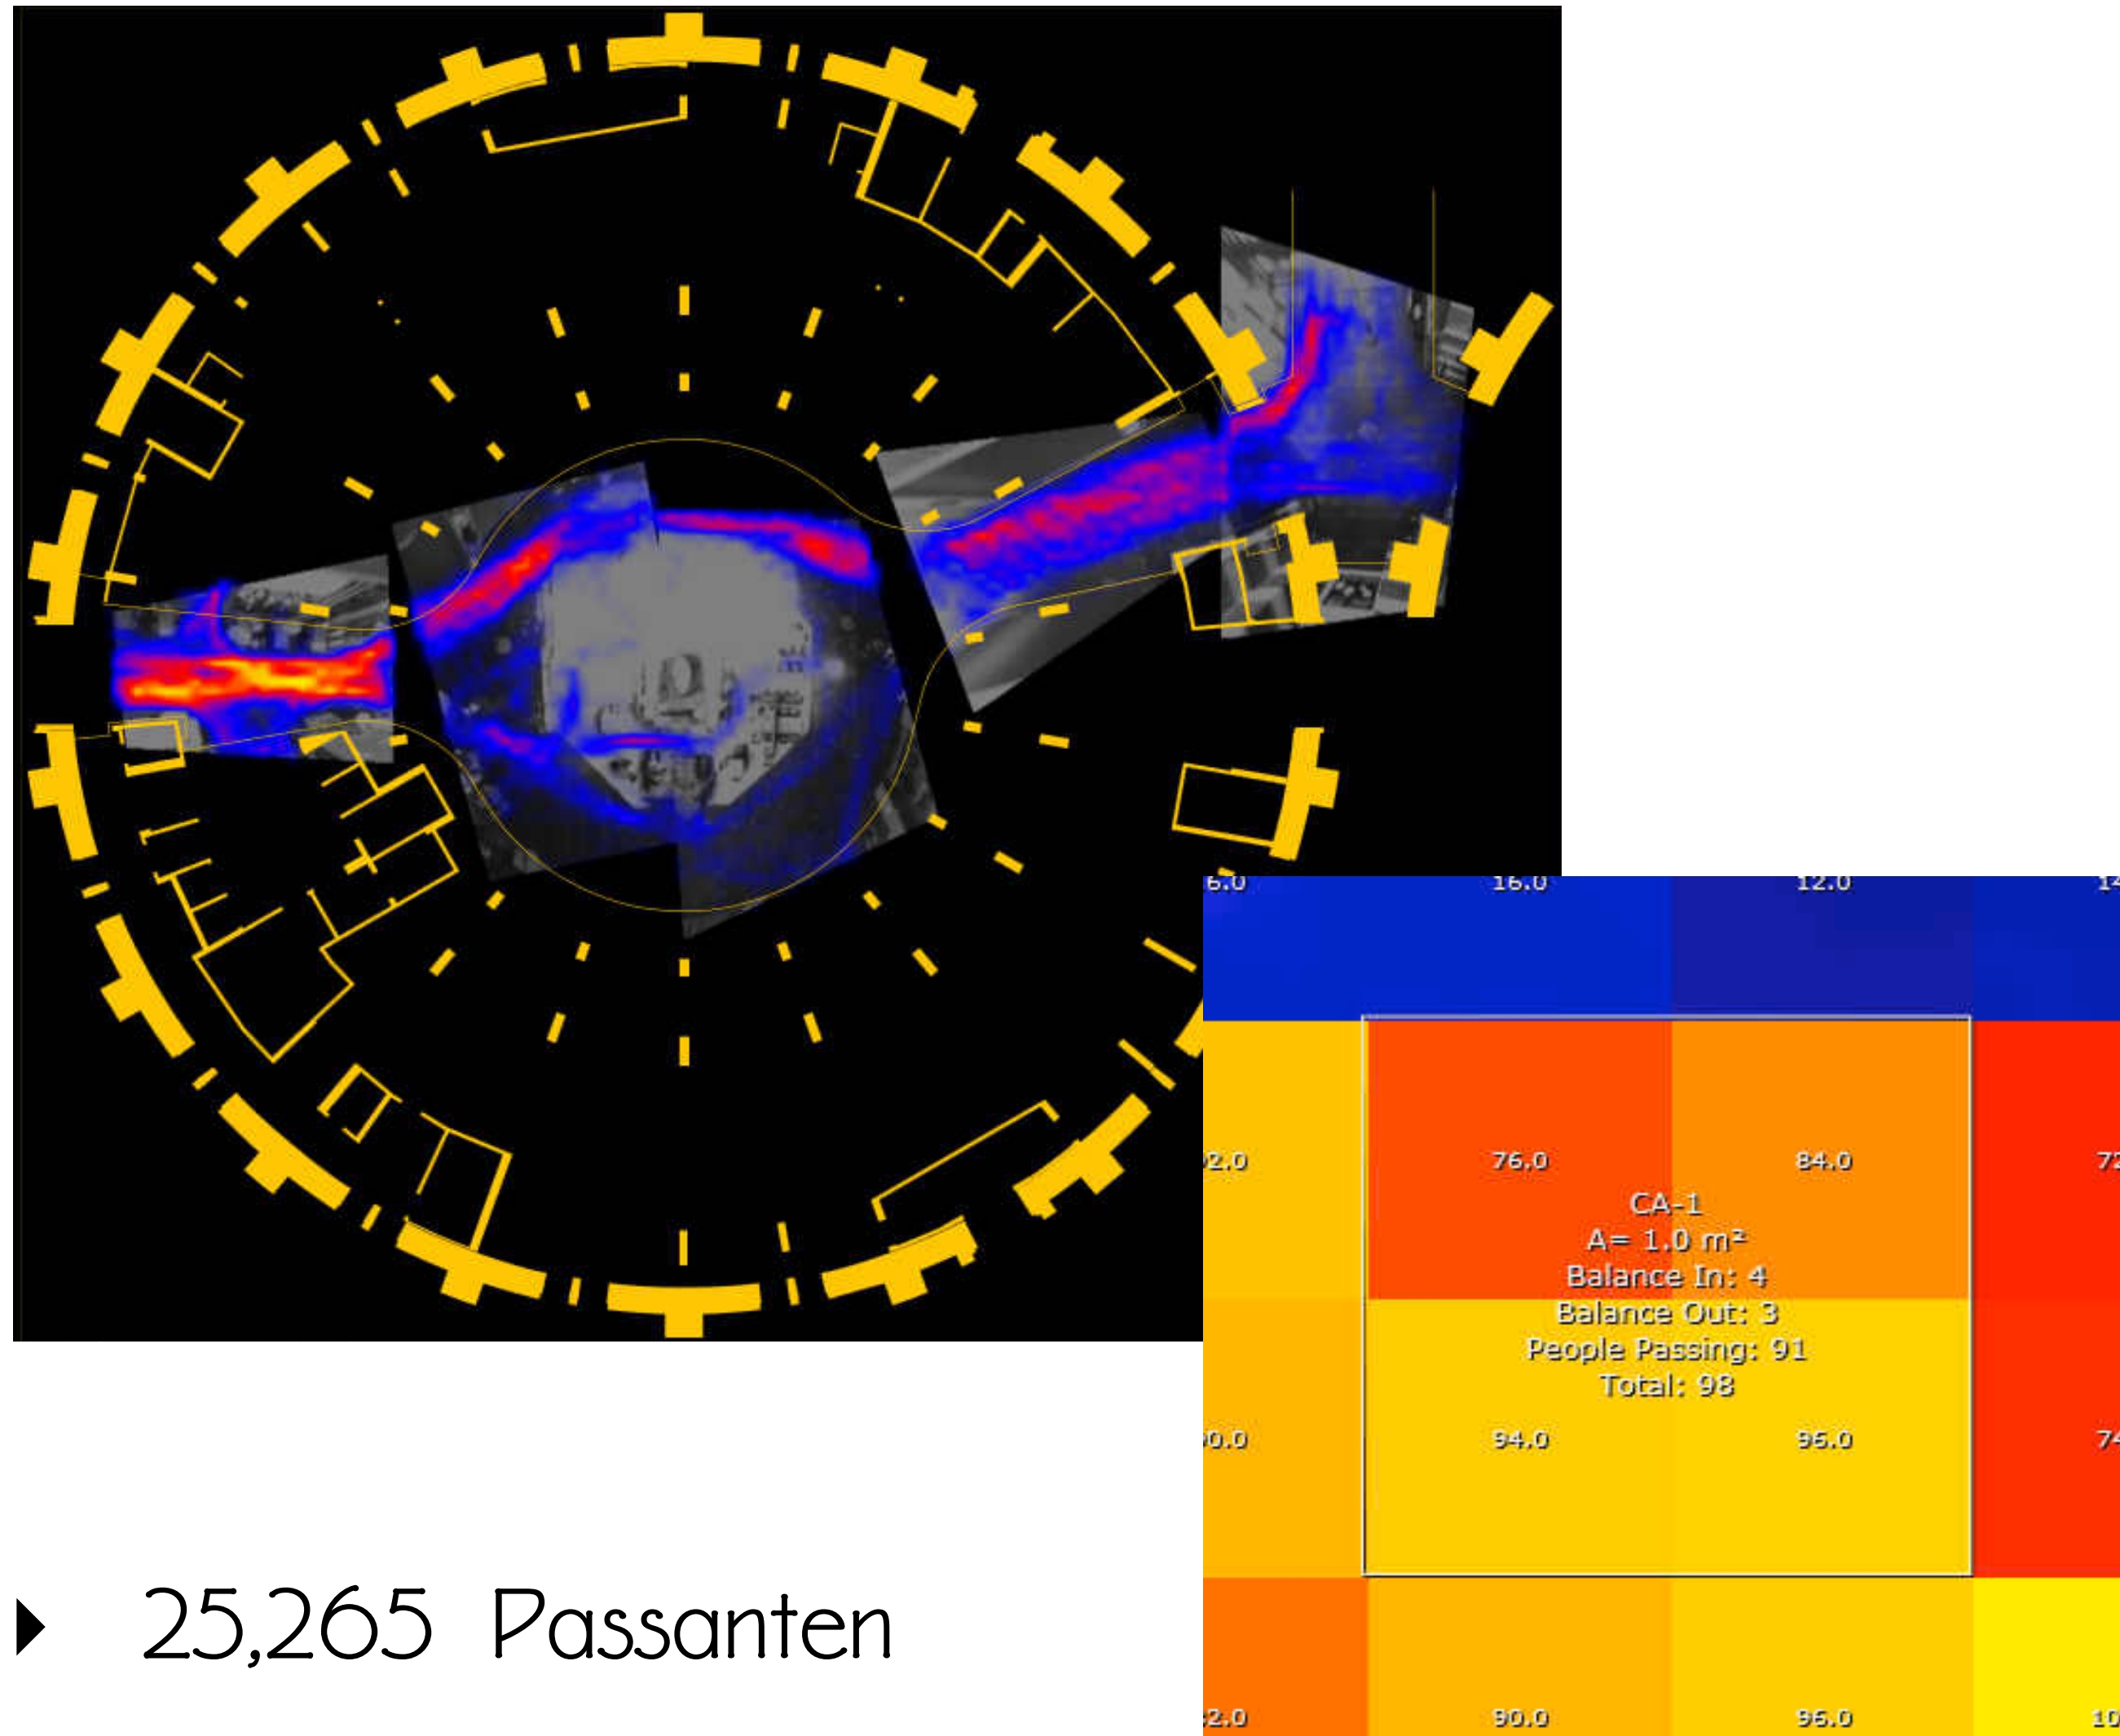 16.0 12.0
76.0 84.0
CA-1
A= 1.0 m²
Balance In: 4
Balance Out: 3
People Passing: 91
Total: 98
94.0 96.0
90.0 96.0
25,265 Passanten